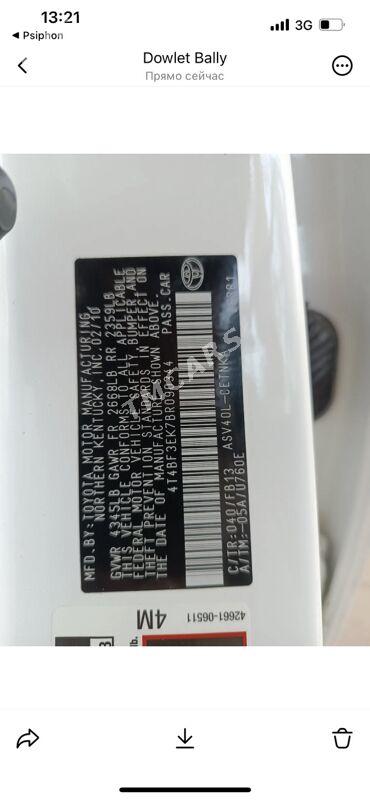 13:21
3G
Psiphon
Dowlet Bally
Прямо сейчас
MFD.BY:TOYOTA MOTOR MANUFACTURING
NORTHERN KENTUCKY, INC. 02/10
GVWR 4345LB GAWR FR 2668LB RR 2359LB
THIS VEHICLE CONFORMS TO ALL APPLICABLE
FEDERAL MOTOR VEHICLE SAFETY, BUMPER AND
THEFT PREVENTION STANDARDS IN EFFECT ON
THE DATE OF MANUFACTURE SHOWN ABOVE.
PASS.CAR
C/TR:040/FB13
A/TM:-05A/U760E
TMCARS
42661-06511
4M